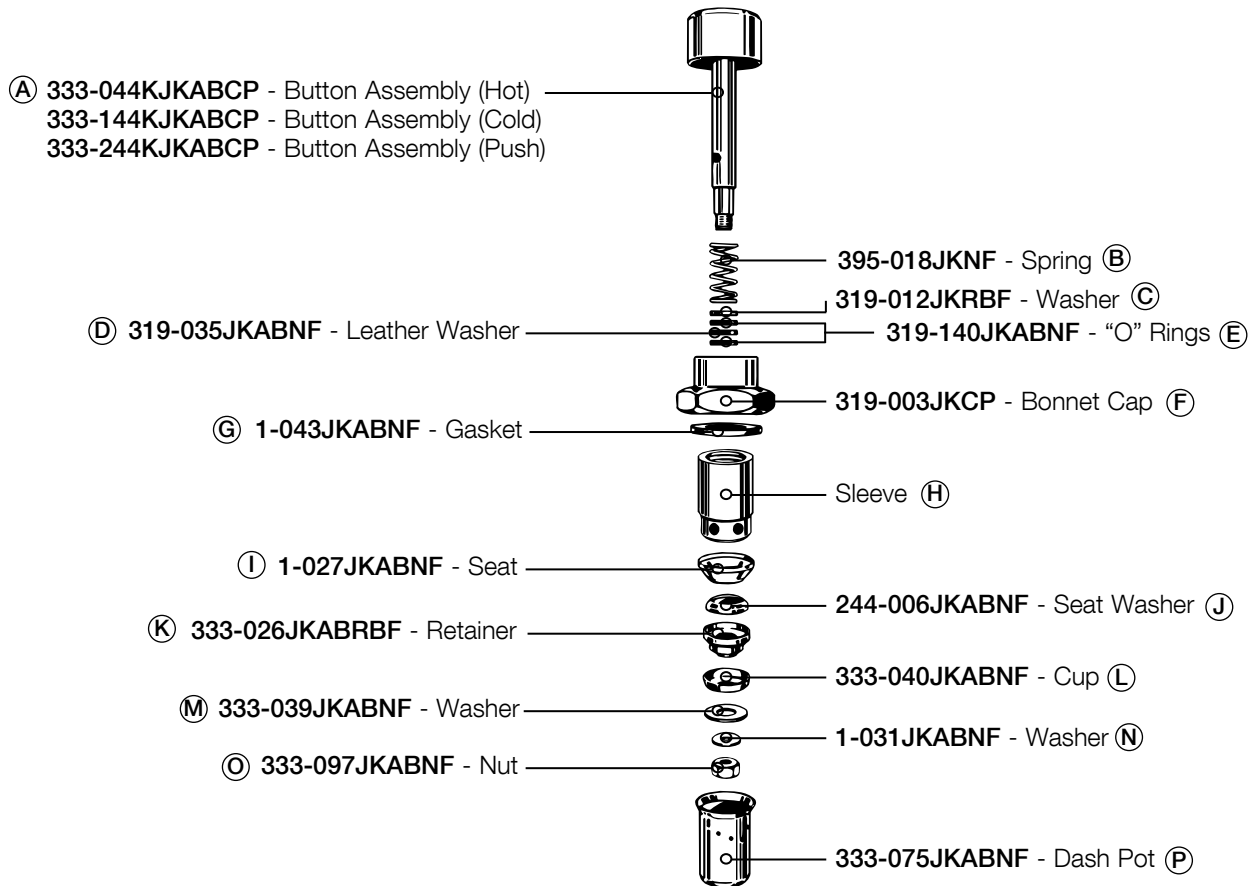 Ⓐ 333-044KJKABCP - Button Assembly (Hot)
333-144KJKABCP - Button Assembly (Cold)
333-244KJKABCP - Button Assembly (Push)
395-018JKNF - Spring Ⓑ
319-012JKRBF - Washer Ⓒ
Ⓓ 319-035JKABNF - Leather Washer
319-140JKABNF - “O” Rings Ⓔ
319-003JKCP - Bonnet Cap Ⓕ
Ⓖ 1-043JKABNF - Gasket
Sleeve Ⓗ
Ⓘ 1-027JKABNF - Seat
244-006JKABNF - Seat Washer Ⓙ
Ⓚ 333-026JKABRBF - Retainer
333-040JKABNF - Cup Ⓛ
Ⓜ 333-039JKABNF - Washer
1-031JKABNF - Washer Ⓝ
Ⓞ 333-097JKABNF - Nut
333-075JKABNF - Dash Pot Ⓟ